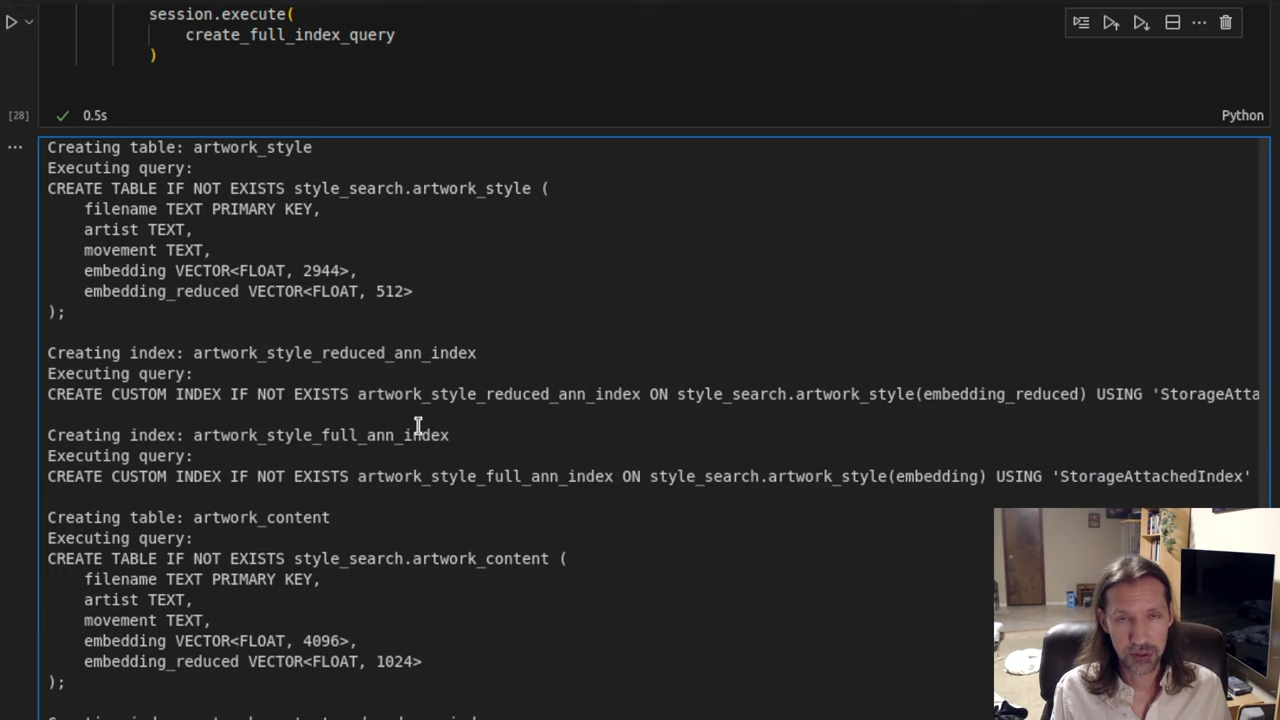 session.execute(
create_full_index_query
)
[28]
0.5s
Python
Creating table: artwork_style
Executing query:
CREATE TABLE IF NOT EXISTS style_search.artwork_style (
filename TEXT PRIMARY KEY,
artist TEXT,
movement TEXT,
embedding VECTOR<FLOAT, 2944>,
embedding_reduced VECTOR<FLOAT, 512>
);
Creating index: artwork_style_reduced_ann_index
Executing query:
CREATE CUSTOM INDEX IF NOT EXISTS artwork_style_reduced_ann_index ON style_search.artwork_style(embedding_reduced) USING 'StorageAtta
Creating index: artwork_style_full_ann_index
Executing query:
CREATE CUSTOM INDEX IF NOT EXISTS artwork_style_full_ann_index ON style_search.artwork_style(embedding) USING 'StorageAttachedIndex'
Creating table: artwork_content
Executing query:
CREATE TABLE IF NOT EXISTS style_search.artwork_content (
filename TEXT PRIMARY KEY,
artist TEXT,
movement TEXT,
embedding VECTOR<FLOAT, 4096>,
embedding_reduced VECTOR<FLOAT, 1024>
);